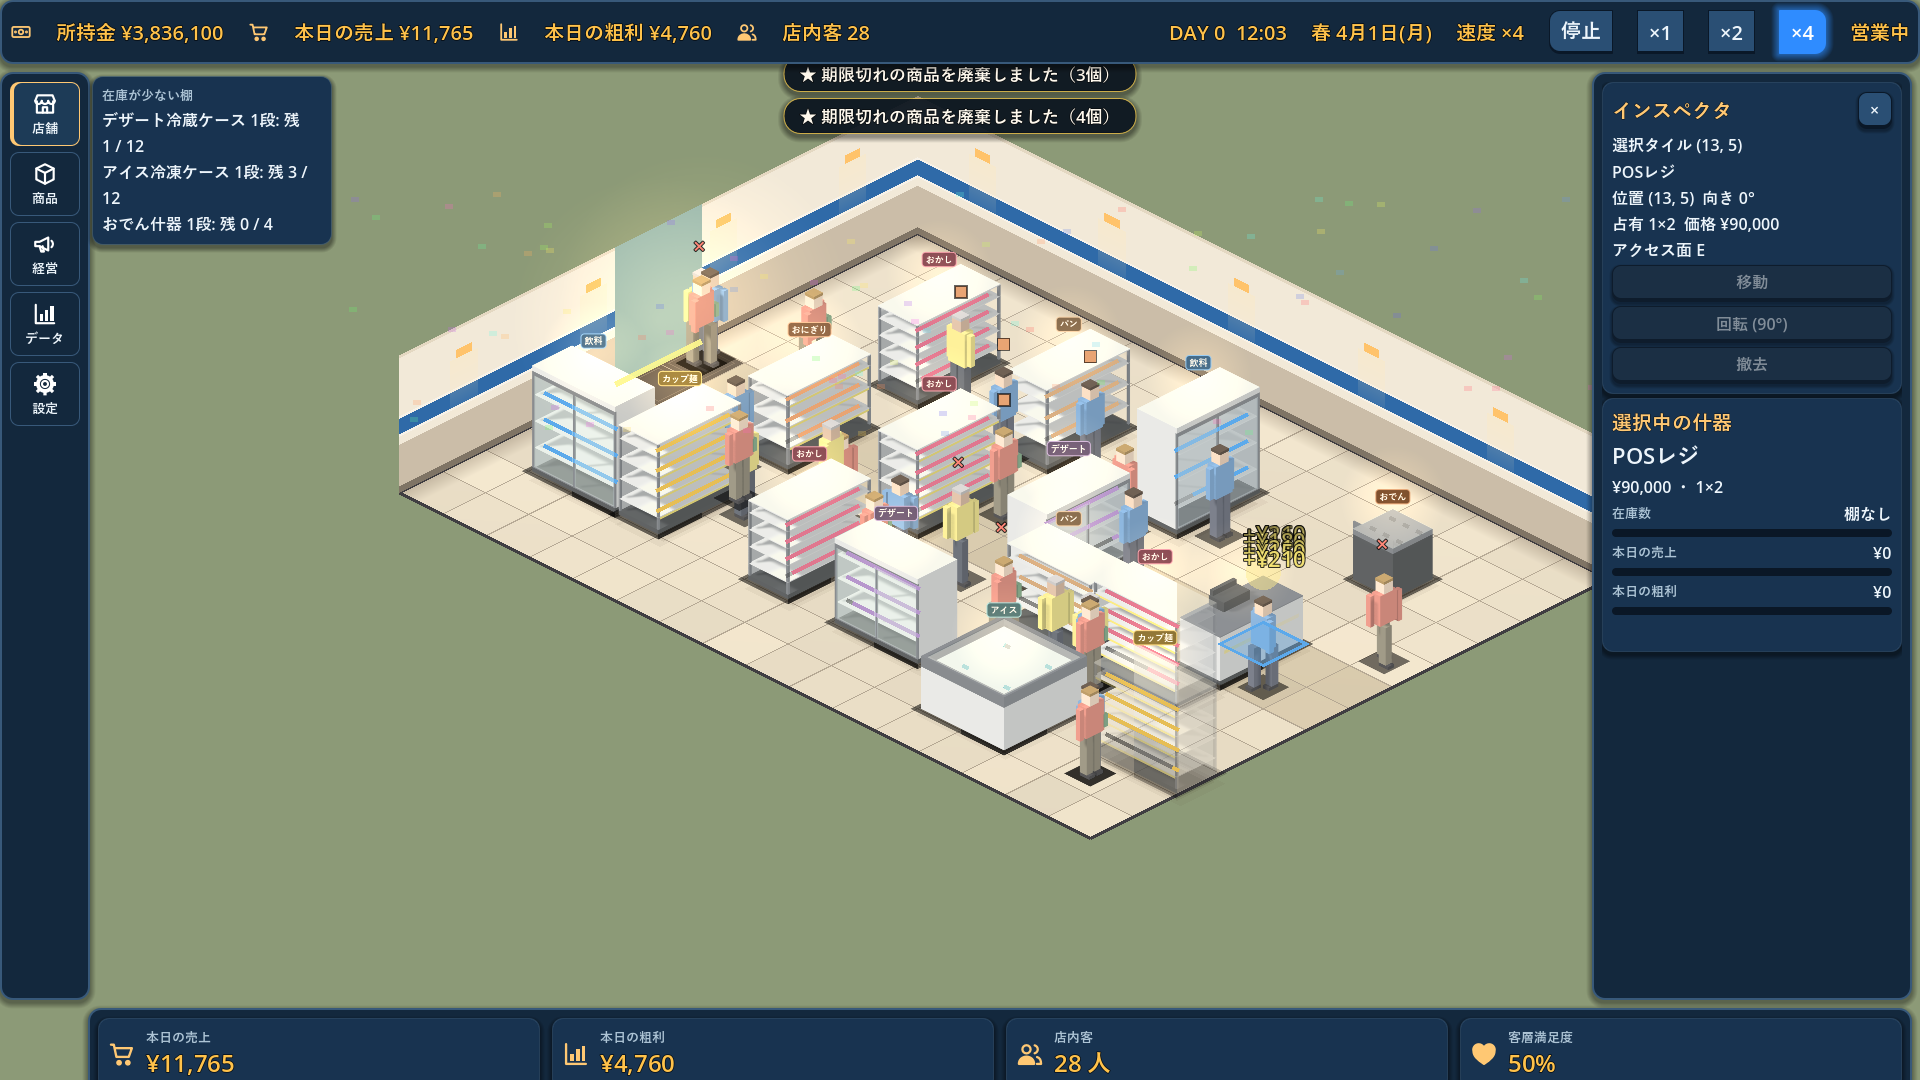 所持金 ¥3,836,100 本日の売上 ¥11,765 本日の粗利 ¥4,760 店内客 28 DAY 0 12:03 春 4月1日(月) 速度 ×4 停止 ×1 ×2 ×4 営業中
★ 期限切れの商品を廃棄しました（3個）
★ 期限切れの商品を廃棄しました（4個）
店舗
商品
経営
データ
設定
在庫が少ない棚
デザート冷蔵ケース 1段: 残
1 / 12
アイス冷凍ケース 1段: 残 3 /
12
おでん什器 1段: 残 0 / 4
おかし
おにぎり
パン
飲料
飲料
カップ麺
おかし
おかし
デザート
デザート
パン
おでん
おかし
アイス
カップ麺
+¥210
インスペクタ
×
選択タイル (13, 5)
POSレジ
位置 (13, 5) 向き 0°
占有 1×2 価格 ¥90,000
アクセス面 E
移動
回転 (90°)
撤去
選択中の什器
POSレジ
¥90,000 ・ 1×2
在庫数 棚なし
本日の売上 ¥0
本日の粗利 ¥0
本日の売上
¥11,765
本日の粗利
¥4,760
店内客
28 人
客層満足度
50%